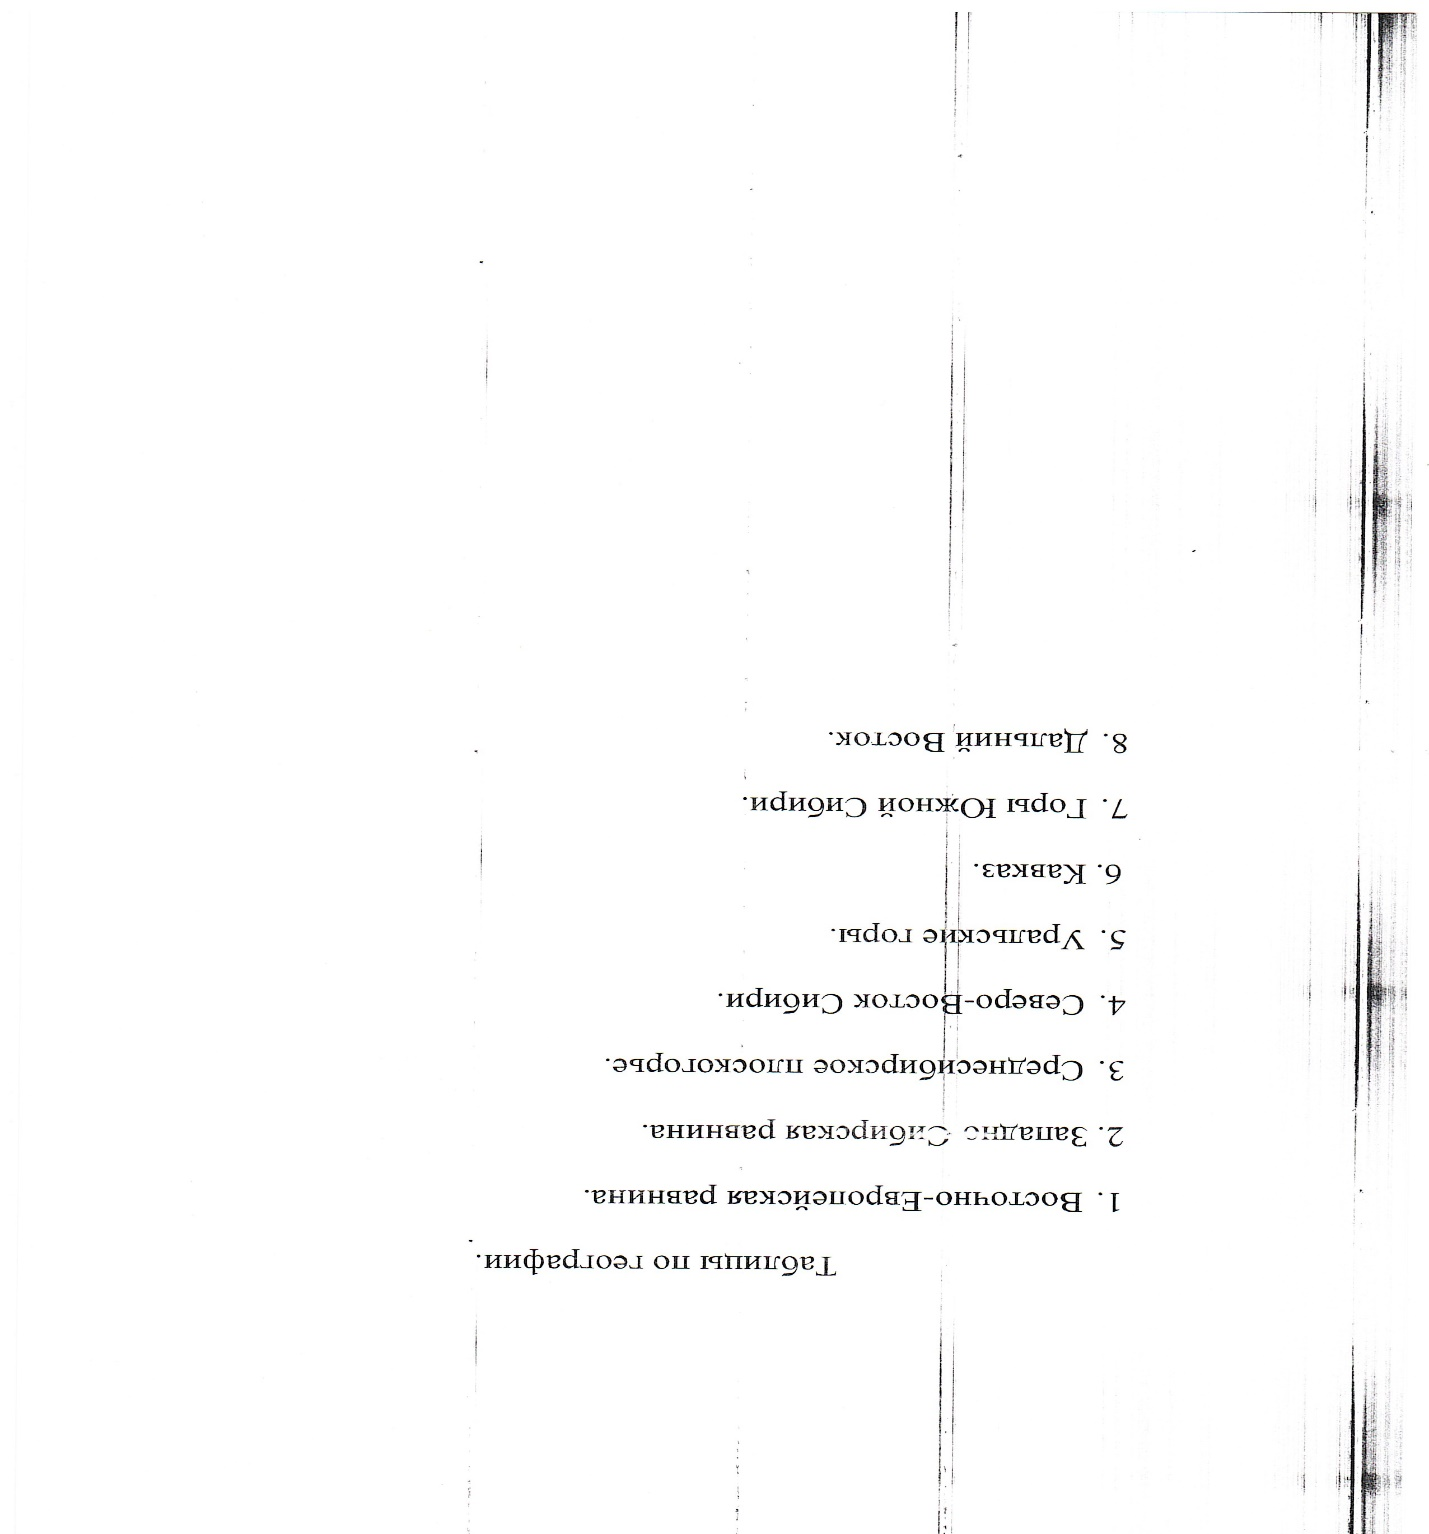 Таблицы по географии.
1. Восточно-Европейская равнина.
2. Западно Сибирская равнина.
3. Среднесибирское плоскогорье.
4. Северо-Восток Сибири.
5. Уральские горы.
6. Кавказ.
7. Горы Южной Сибири.
8. Дальний Восток.